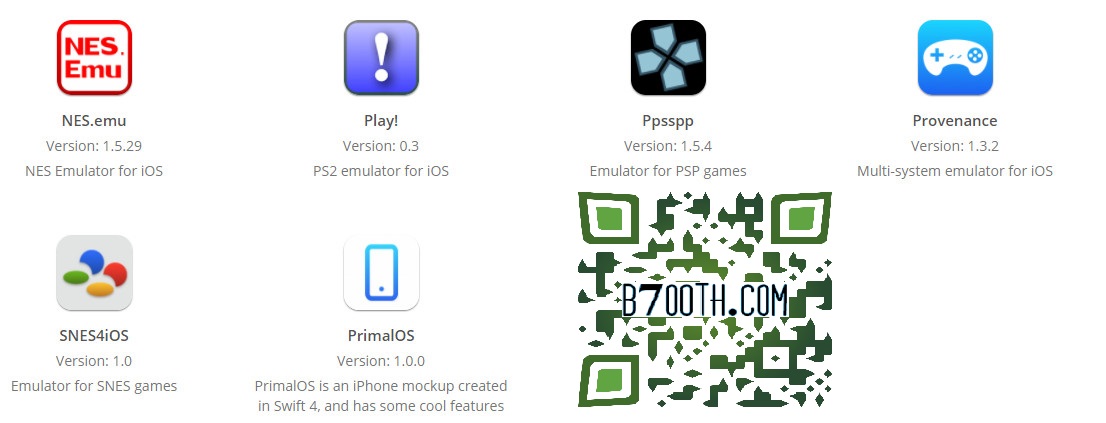 NES.
Emu
NES.emu
Version: 1.5.29
NES Emulator for iOS
Play!
Version: 0.3
PS2 emulator for iOS
Ppsspp
Version: 1.5.4
Emulator for PSP games
Provenance
Version: 1.3.2
Multi-system emulator for iOS
SNES4iOS
Version: 1.0
Emulator for SNES games
PrimalOS
Version: 1.0.0
PrimalOS is an iPhone mockup created
in Swift 4, and has some cool features
B7OOTH.COM